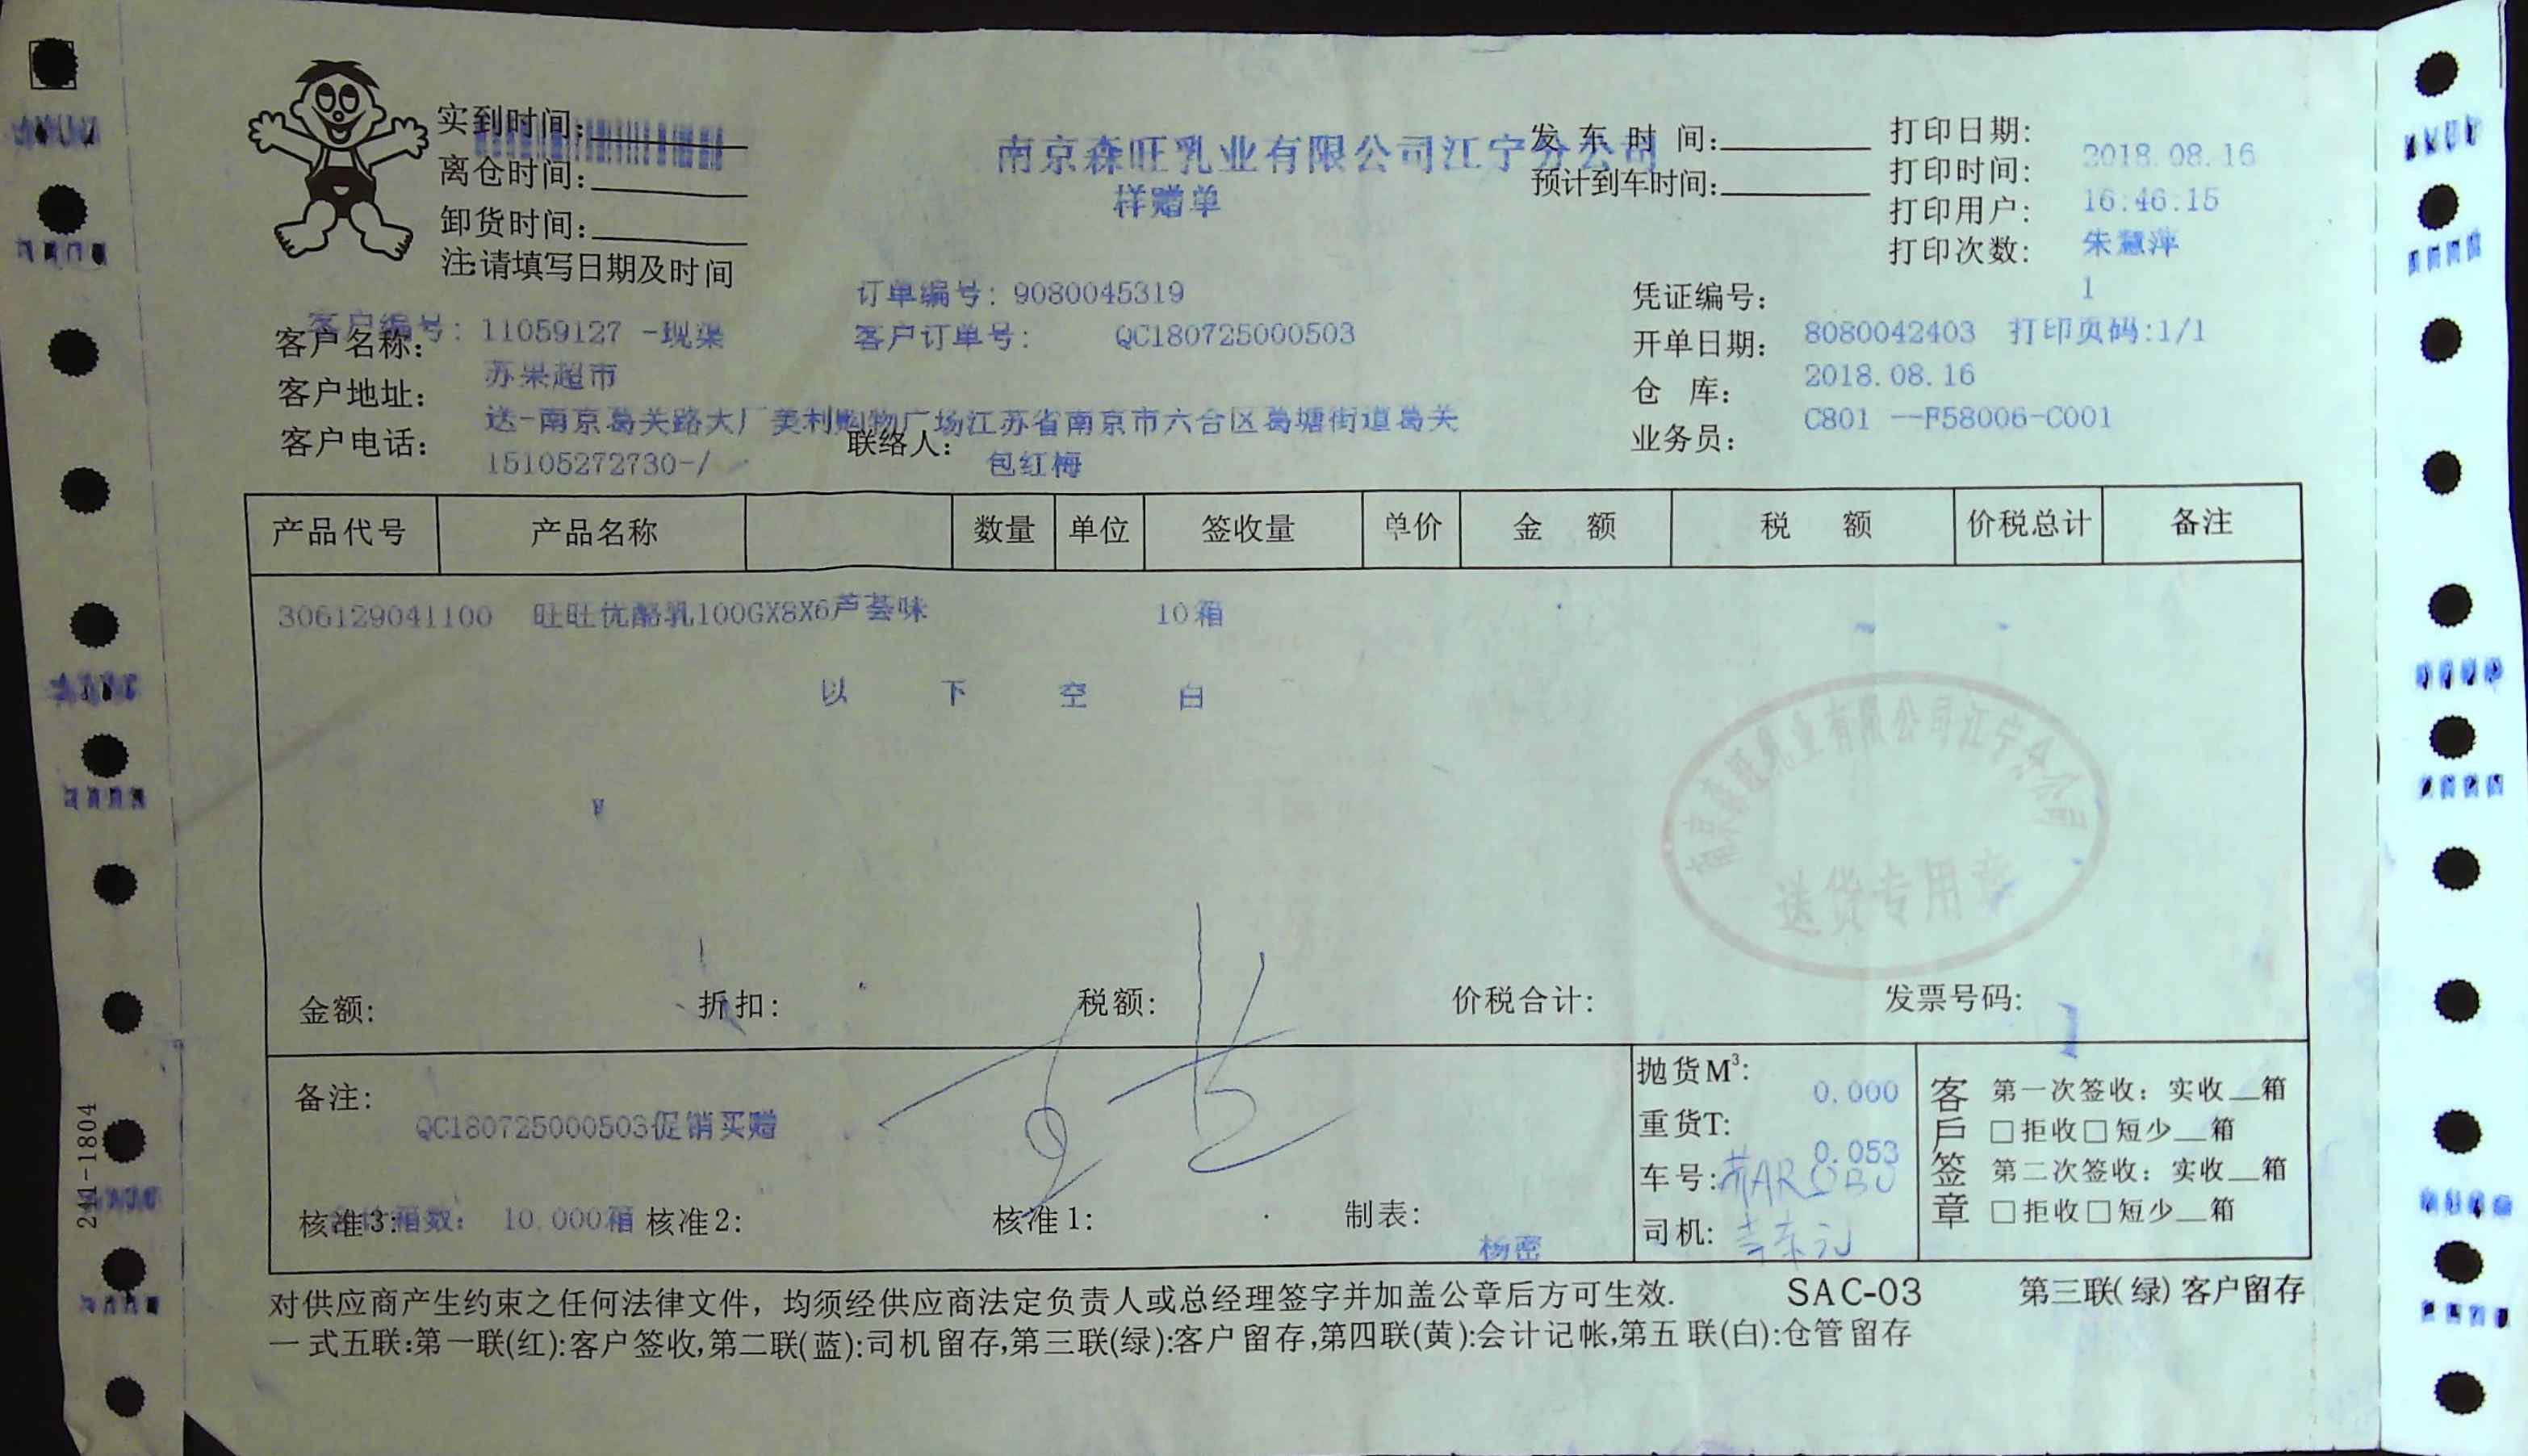 实到时间:
离仓时间:
卸货时间:
注:请填写日期及时间
南京森旺乳业有限公司江宁分公司
样赠单
发 车 时 间:
预计到车时间:
打印日期: 2018.08.16
打印时间: 16:46:15
打印用户: 朱慧萍
打印次数: 1
客户编号: 11059127 -现渠
订单编号: 9080045319
客户订单号: QC180725000503
客户名称: 苏果超市
客户地址: 送-南京葛关路大厂美利购物广场江苏省南京市六合区葛塘街道葛关
客户电话: 15105272730-/
联络人: 包红梅
凭证编号: 8080042403 打印页码:1/1
开单日期: 2018.08.16
仓 库: C801 --F58006-C001
业务员:
产品代号 产品名称 数量 单位 签收量 单价 金 额 税 额 价税总计 备注
306129041100 旺旺优酪乳100GX8X6芦荟味 10箱
以 下 空 白
南京森旺乳业有限公司江宁分公司
送货专用章
金额: 折扣: 税额: 价税合计: 发票号码:
备注:
QC180725000503促销买赠
核准3: 箱数: 10.000箱 核准2: 核准1: 制表: 杨密
抛货M³: 0.000
重货T: 0.053
车号:
司机:
客戶签章
第一次签收: 实收__箱
□拒收□短少__箱
第二次签收: 实收__箱
□拒收□短少__箱
对供应商产生约束之任何法律文件，均须经供应商法定负责人或总经理签字并加盖公章后方可生效. SAC-03 第三联(绿)客户留存
一式五联:第一联(红):客户签收,第二联(蓝):司机留存,第三联(绿):客户留存,第四联(黄):会计记帐,第五联(白):仓管留存
241-1804